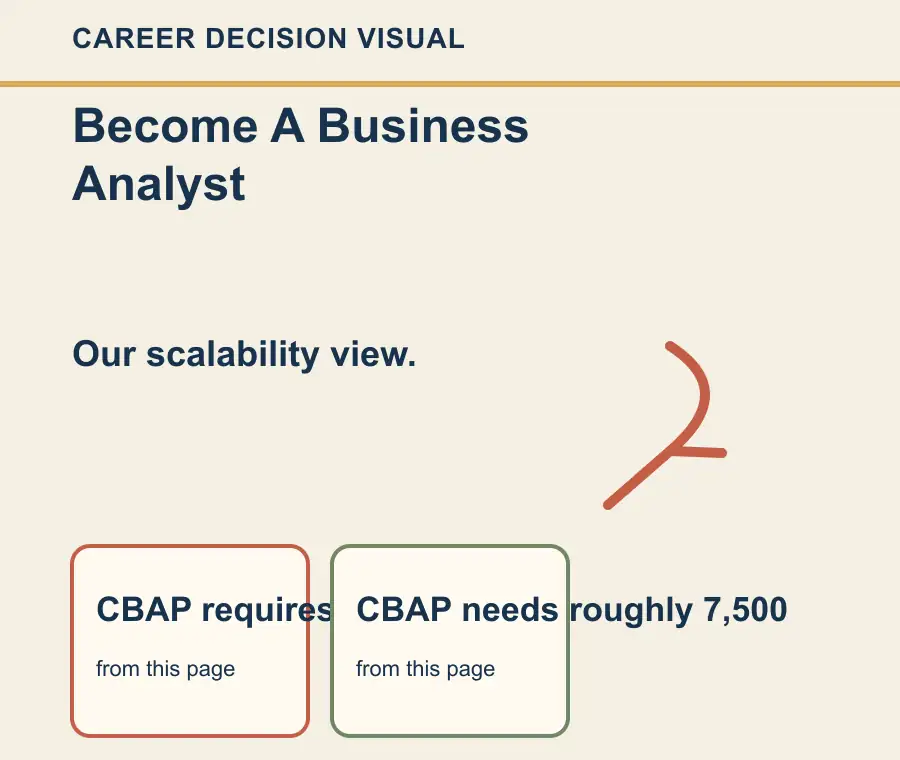 CAREER DECISION VISUAL
Become A Business
Analyst
Our scalability view.
CBAP requires
CBAP needs roughly 7,500
from this page
from this page